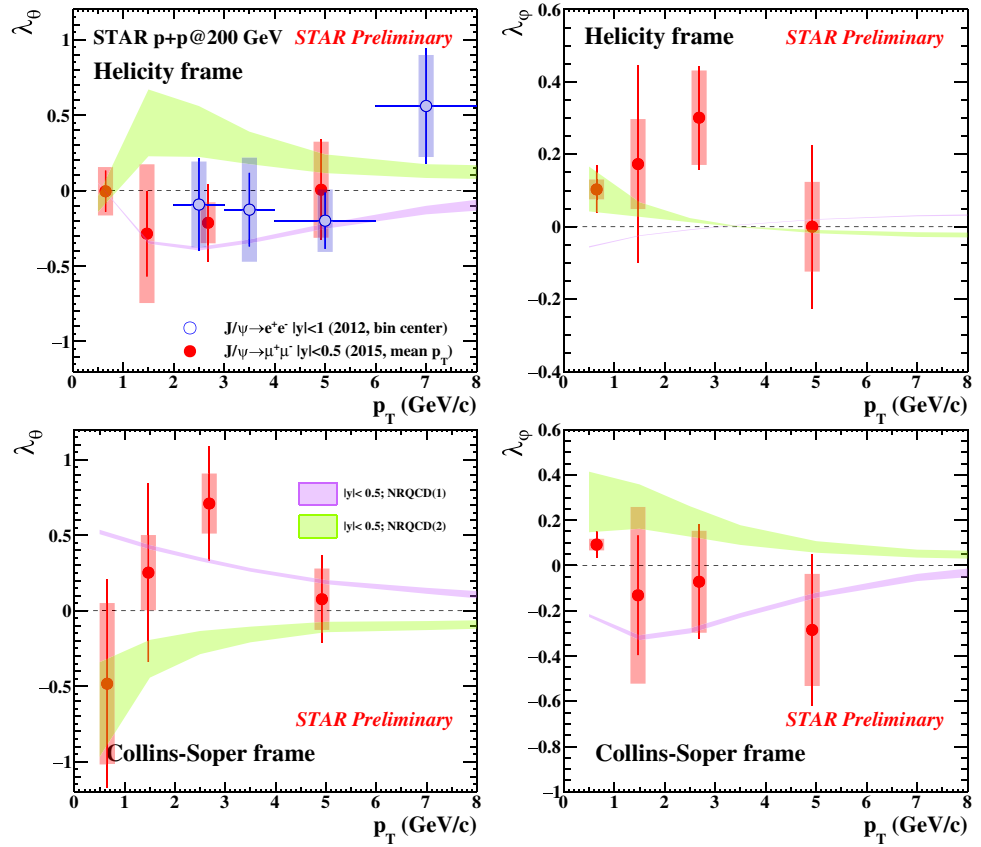 λθ
STAR p+p@200 GeV STAR Preliminary
Helicity frame
1
0.5
0
−0.5
−1
J/ψ→e⁺e⁻ |y|<1 (2012, bin center)
J/ψ→μ⁺μ⁻ |y|<0.5 (2015, mean p_T)
0 1 2 3 4 5 6 7 8
p_T (GeV/c)
λφ
Helicity frame STAR Preliminary
0.6
0.4
0.2
0
−0.2
−0.4
0 1 2 3 4 5 6 7 8
p_T (GeV/c)
λθ
1
0.5
0
−0.5
−1
|y|< 0.5; NRQCD(1)
|y|< 0.5; NRQCD(2)
STAR Preliminary
Collins-Soper frame
0 1 2 3 4 5 6 7 8
p_T (GeV/c)
λφ
0.6
0.4
0.2
0
−0.2
−0.4
−0.6
−0.8
−1
STAR Preliminary
Collins-Soper frame
0 1 2 3 4 5 6 7 8
p_T (GeV/c)